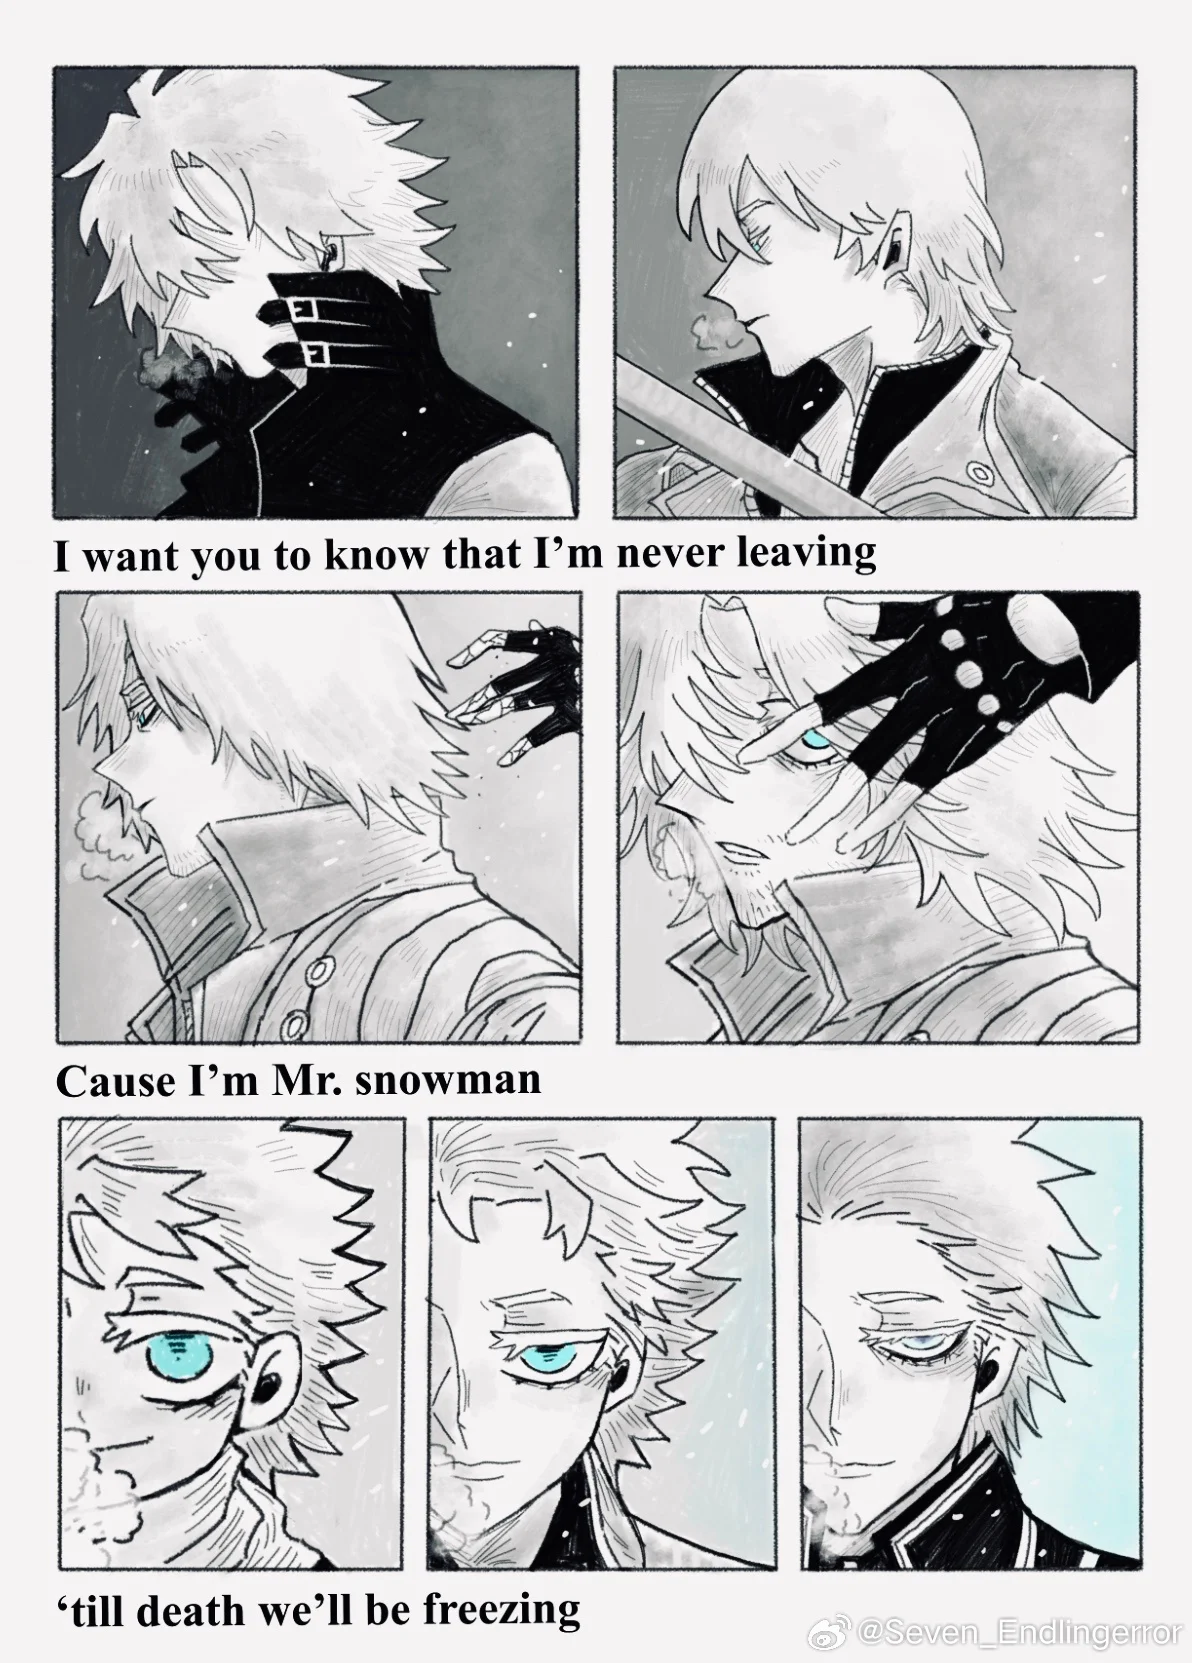 I want you to know that I’m never leaving
Cause I’m Mr. snowman
‘till death we’ll be freezing
@Seven_Endlingerror